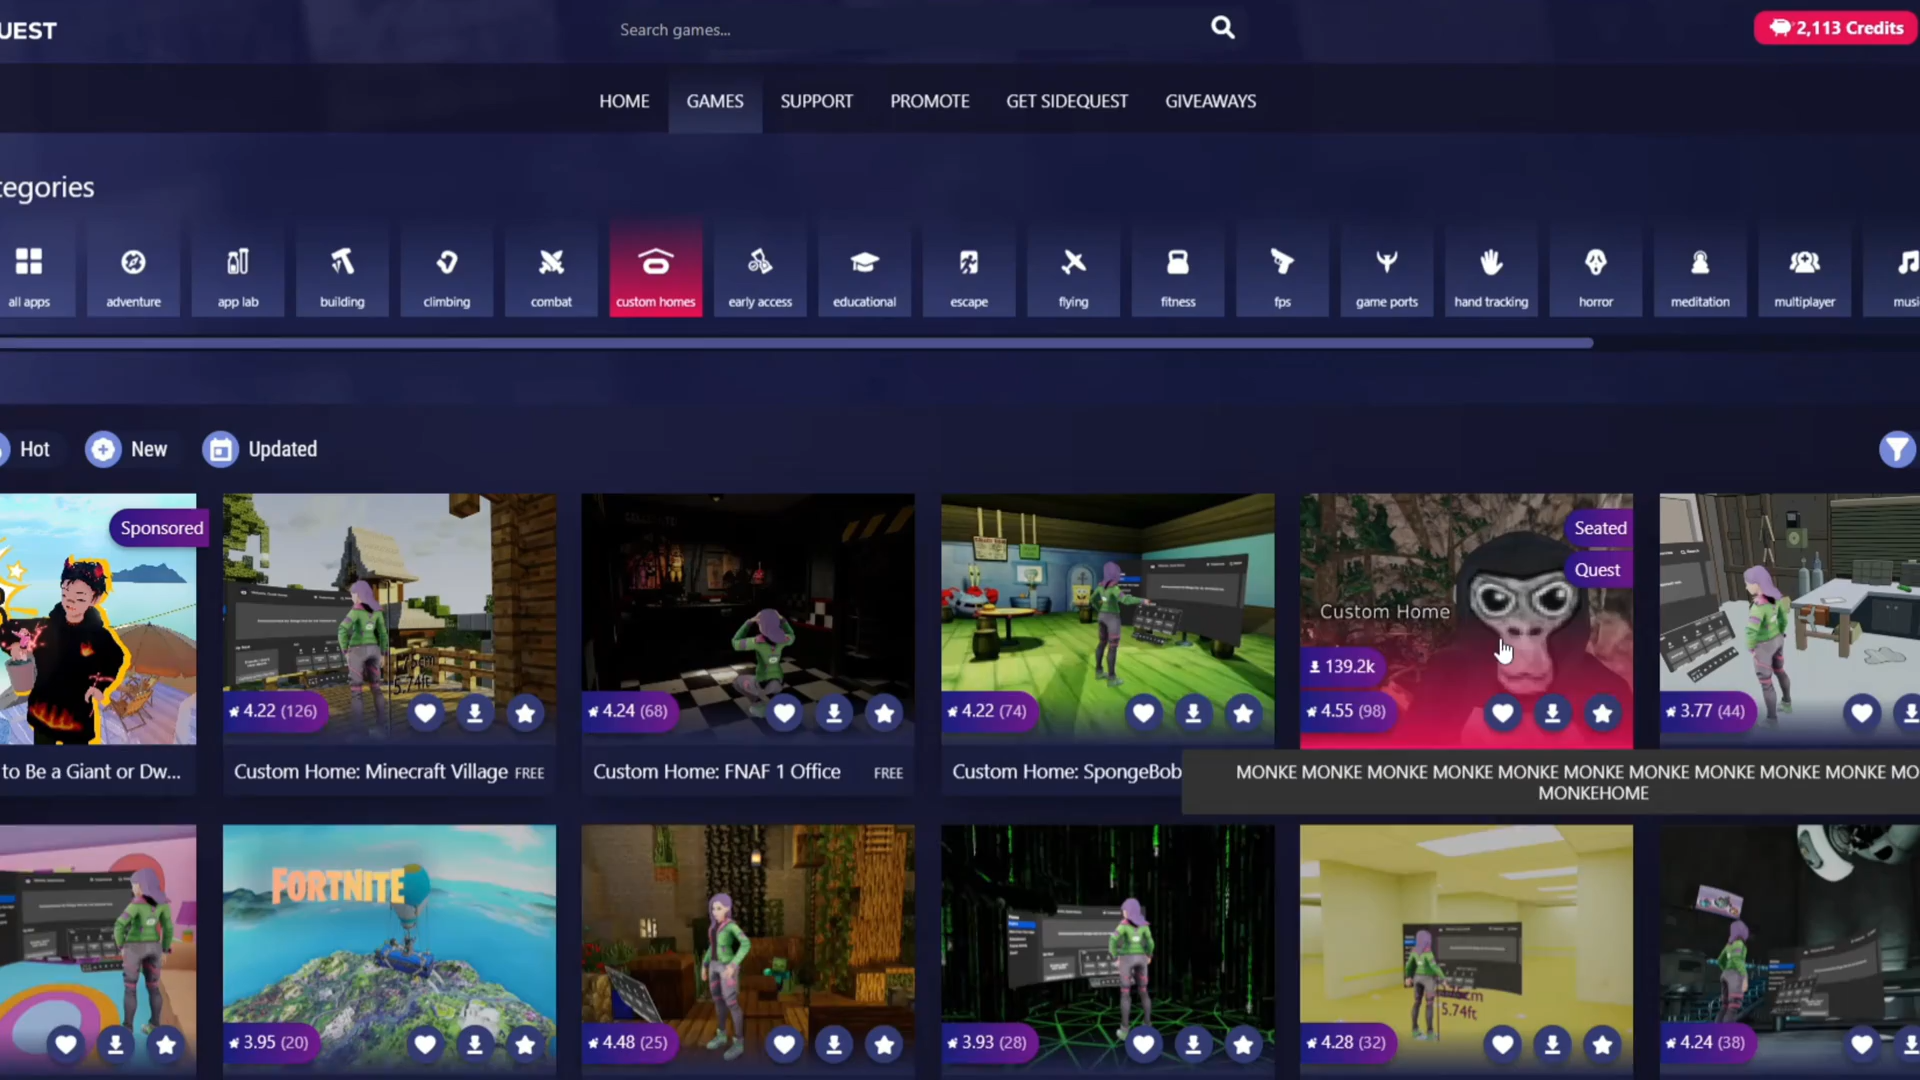 UEST
Search games...
2,113 Credits
HOME
GAMES
SUPPORT
PROMOTE
GET SIDEQUEST
GIVEAWAYS
tegories
all apps
adventure
app lab
building
climbing
combat
custom homes
early access
educational
escape
flying
fitness
fps
game ports
hand tracking
horror
meditation
multiplayer
musi
Hot
New
Updated
Sponsored
4.22 (126)
4.24 (68)
4.22 (74)
Custom Home
Seated
Quest
139.2k
4.55 (98)
3.77 (44)
to Be a Giant or Dw...
Custom Home: Minecraft Village FREE
Custom Home: FNAF 1 Office FREE
Custom Home: SpongeBob
MONKE MONKE MONKE MONKE MONKE MONKE MONKE MONKE MONKE MONKE MO
MONKEHOME
FORTNITE
5.74ft
3.95 (20)
4.48 (25)
3.93 (28)
5.74ft
4.28 (32)
4.24 (38)